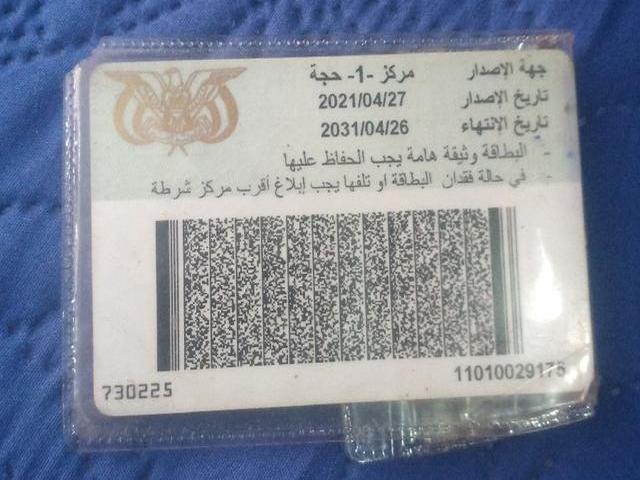 جهة الإصدار مركز -1- حجة
تاريخ الإصدار 2021/04/27
تاريخ الإنتهاء 2031/04/26
- البطاقة وثيقة هامة يجب الحفاظ عليها
- في حالة فقدان البطاقة او تلفها يجب إبلاغ أقرب مركز شرطة
11010029175
730225